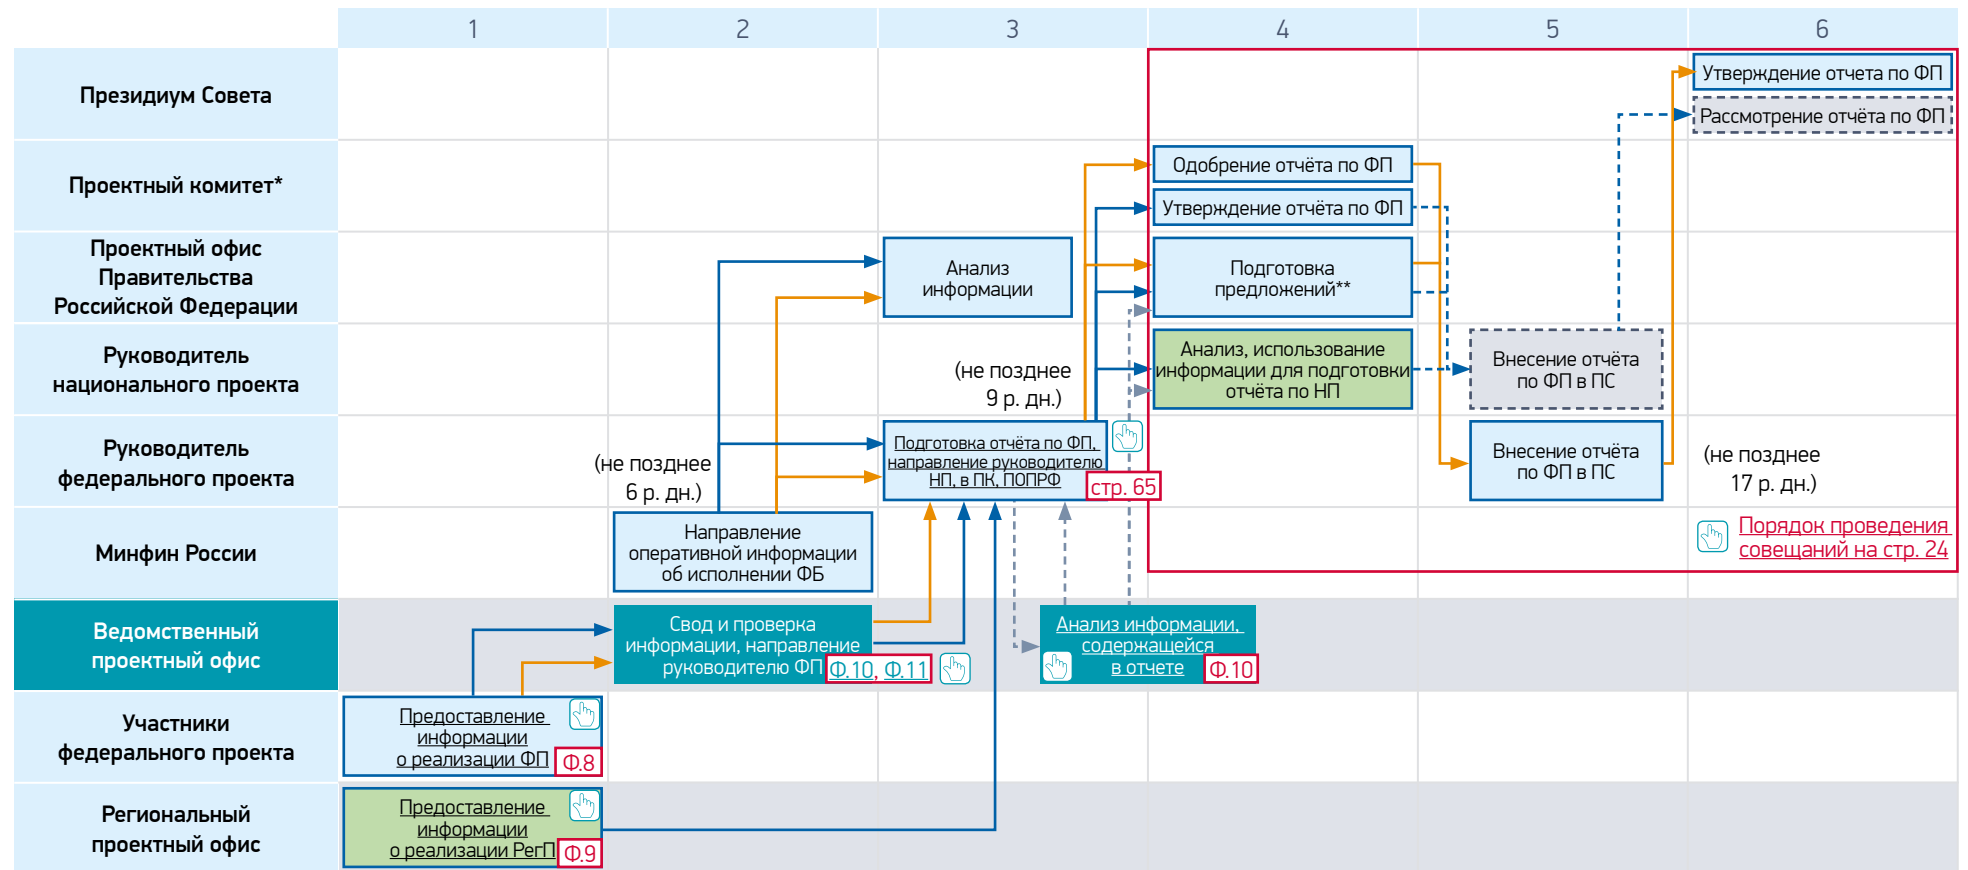 1
2
3
4
5
6
Президиум Совета
Утверждение отчета по ФП
Рассмотрение отчёта по ФП
Проектный комитет*
Одобрение отчёта по ФП
Утверждение отчёта по ФП
Проектный офис
Правительства
Российской Федерации
Анализ
информации
Подготовка
предложений**
Руководитель
национального проекта
(не позднее
9 р. дн.)
Анализ, использование
информации для подготовки
отчёта по НП
Внесение отчёта
по ФП в ПС
Руководитель
федерального проекта
(не позднее
6 р. дн.)
Подготовка отчёта по ФП,
направление руководителю
НП, в ПК, ПОПРФ
стр. 65
Внесение отчёта
по ФП в ПС
(не позднее
17 р. дн.)
Минфин России
Направление
оперативной информации
об исполнении ФБ
Порядок проведения
совещаний на стр. 24
Ведомственный
проектный офис
Свод и проверка
информации, направление
руководителю ФП
Ф.10, Ф.11
Анализ информации,
содержащейся
в отчете
Ф.10
Участники
федерального проекта
Предоставление
информации
о реализации ФП
Ф.8
Региональный
проектный офис
Предоставление
информации
о реализации РегП
Ф.9